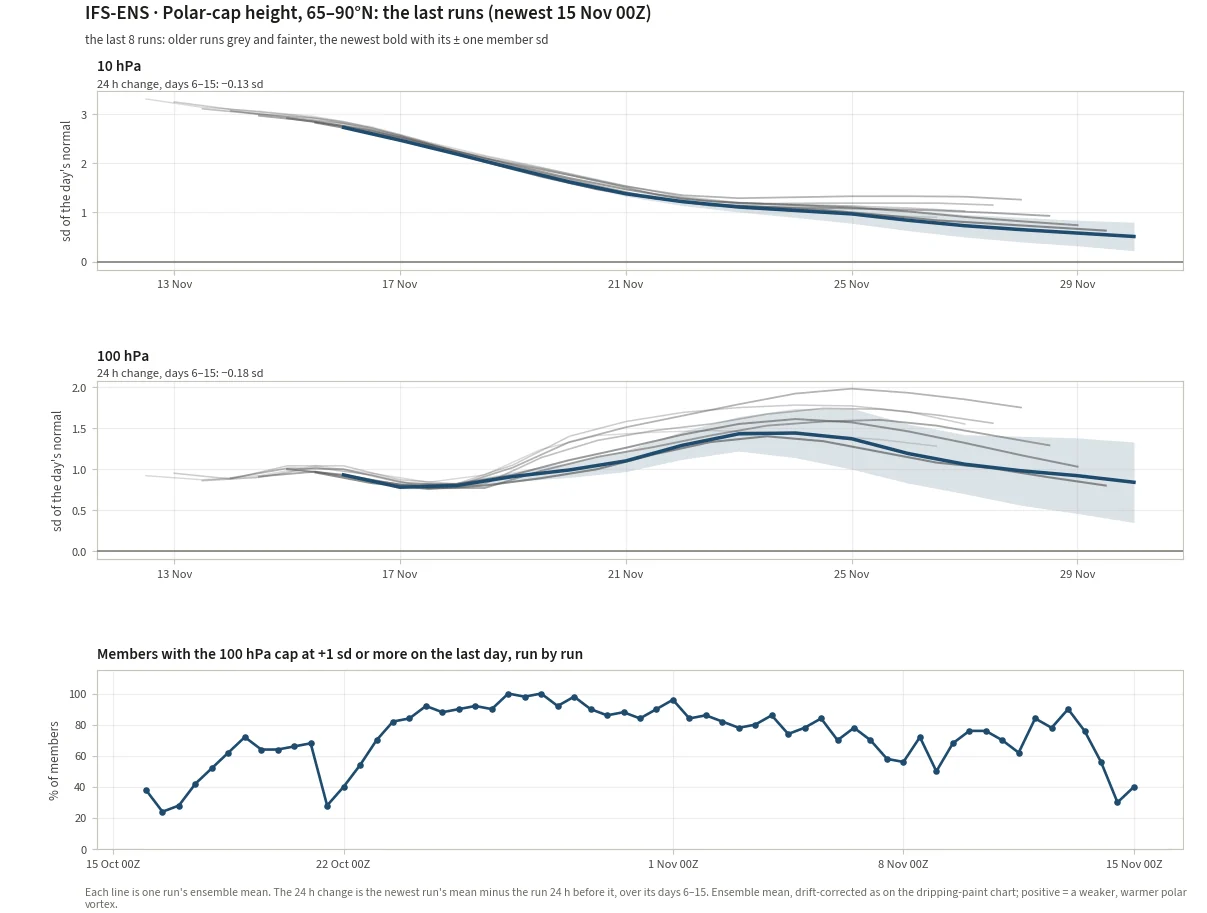 IFS-ENS · Polar-cap height, 65–90°N: the last runs (newest 15 Nov 00Z)
the last 8 runs: older runs grey and fainter, the newest bold with its ± one member sd
10 hPa
24 h change, days 6–15: −0.13 sd
sd of the day's normal
3
2
1
0
13 Nov
17 Nov
21 Nov
25 Nov
29 Nov
100 hPa
24 h change, days 6–15: −0.18 sd
sd of the day's normal
2.0
1.5
1.0
0.5
0.0
13 Nov
17 Nov
21 Nov
25 Nov
29 Nov
Members with the 100 hPa cap at +1 sd or more on the last day, run by run
% of members
100
80
60
40
20
0
15 Oct 00Z
22 Oct 00Z
1 Nov 00Z
8 Nov 00Z
15 Nov 00Z
Each line is one run's ensemble mean. The 24 h change is the newest run's mean minus the run 24 h before it, over its days 6–15. Ensemble mean, drift-corrected as on the dripping-paint chart; positive = a weaker, warmer polar
vortex.